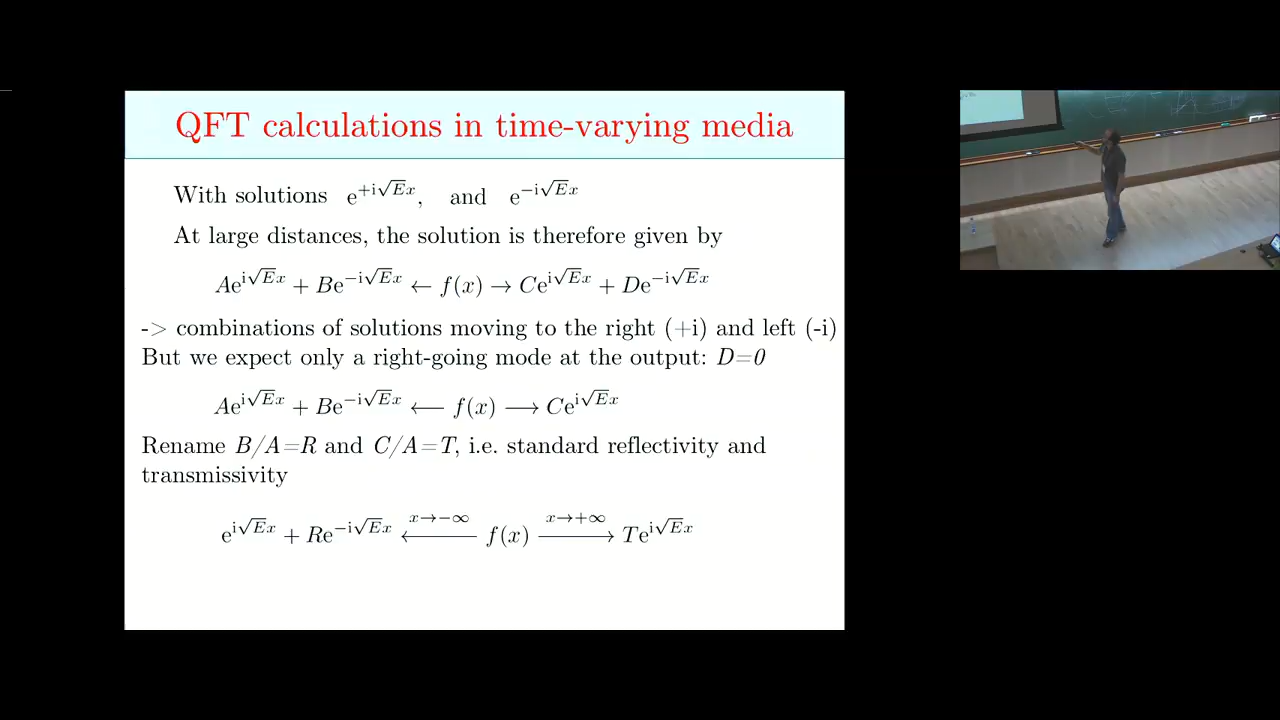 QFT calculations in time-varying media
With solutions e^{+i√E x}, and e^{-i√E x}
At large distances, the solution is therefore given by
Ae^{i√E x} + Be^{-i√E x} ← f(x) → Ce^{i√E x} + De^{-i√E x}
-> combinations of solutions moving to the right (+i) and left (-i)
But we expect only a right-going mode at the output: D=0
Ae^{i√E x} + Be^{-i√E x} ⟵ f(x) ⟶ Ce^{i√E x}
Rename B/A=R and C/A=T, i.e. standard reflectivity and
transmissivity
e^{i√E x} + Re^{-i√E x} ⟵^{x→-∞} f(x) ⟶^{x→+∞} Te^{i√E x}